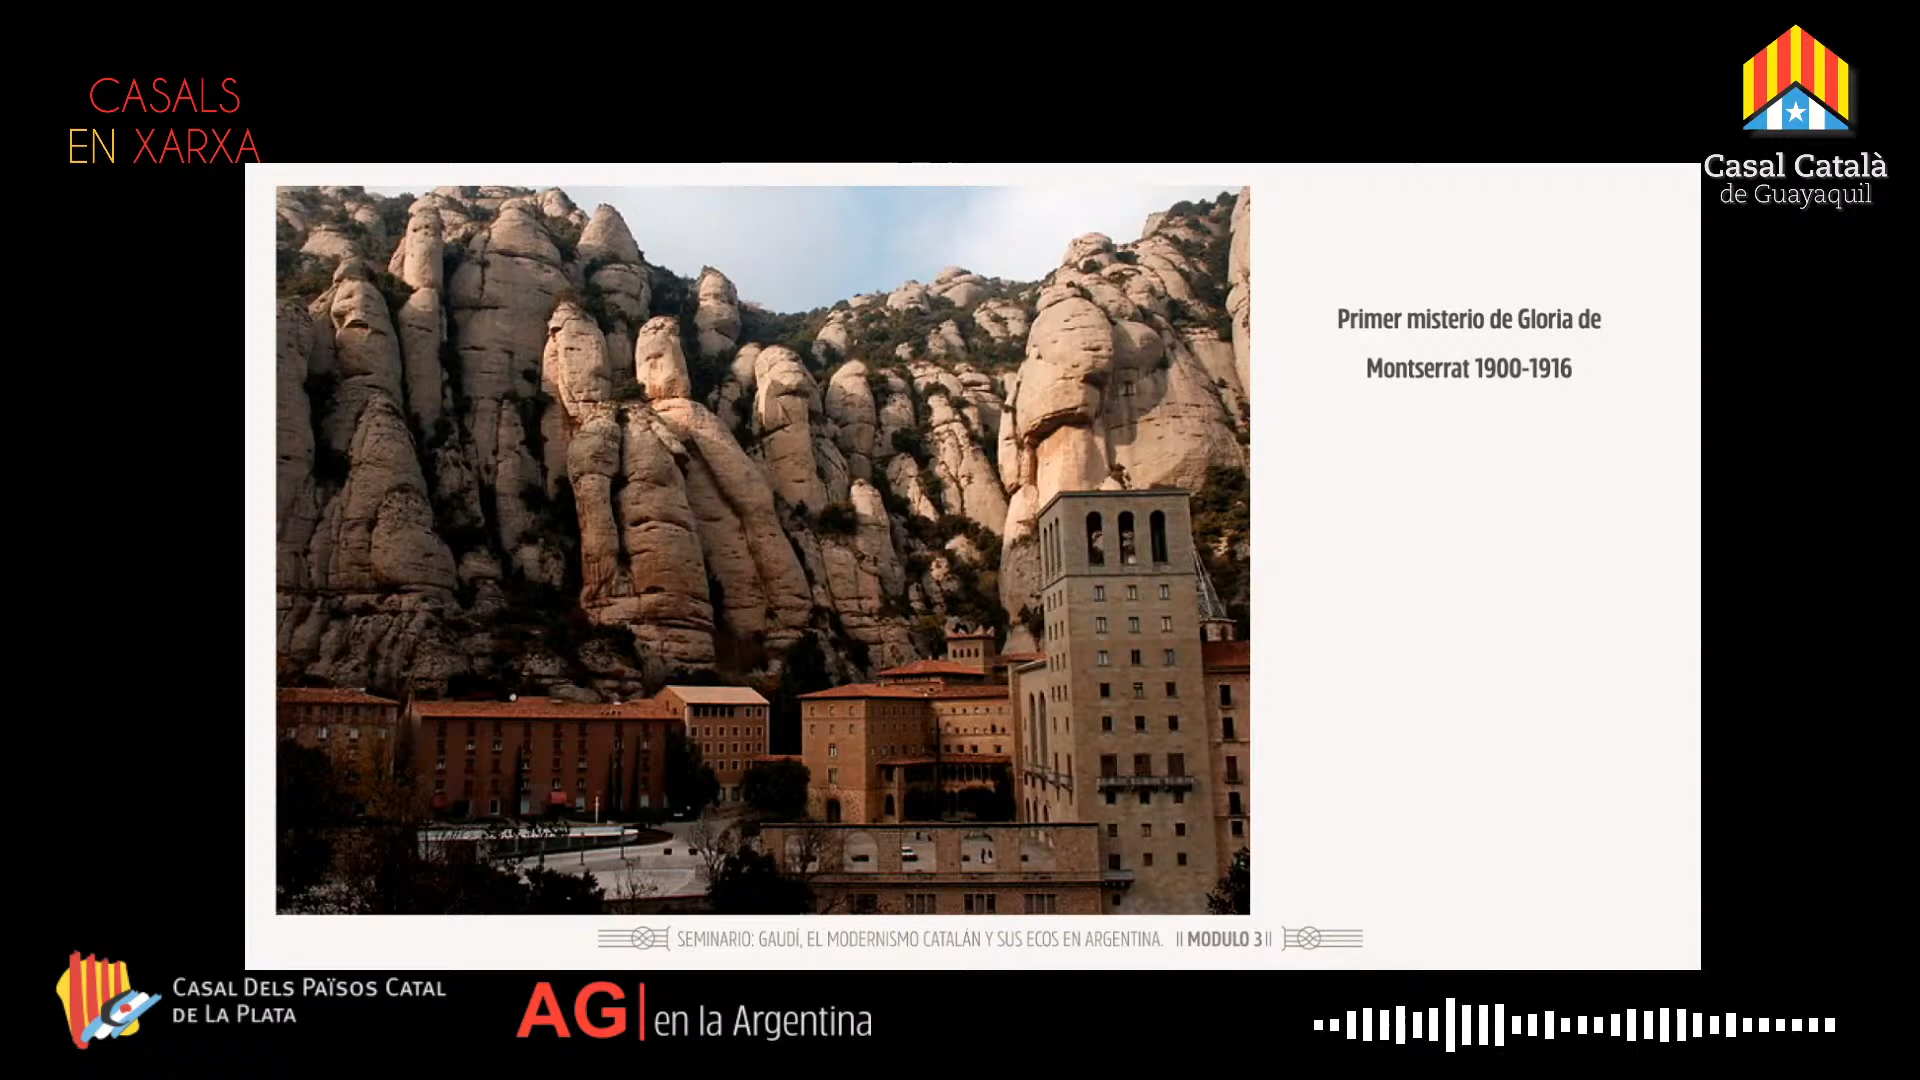 CASALS
EN XARXA
Casal Català
de Guayaquil
Primer misterio de Gloria de
Montserrat 1900-1916
SEMINARIO: GAUDÍ, EL MODERNISMO CATALÁN Y SUS ECOS EN ARGENTINA. || MODULO 3 ||
CASAL DELS PAÏSOS CATAL
DE LA PLATA
AG| en la Argentina